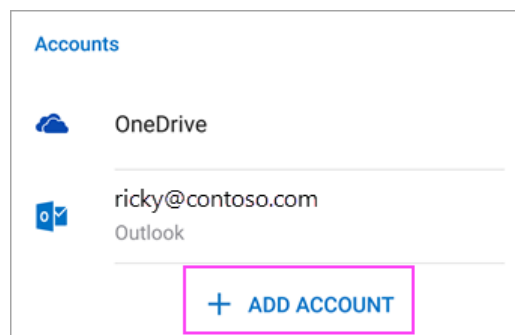 Accounts
OneDrive
ricky@contoso.com
Outlook
+ ADD ACCOUNT